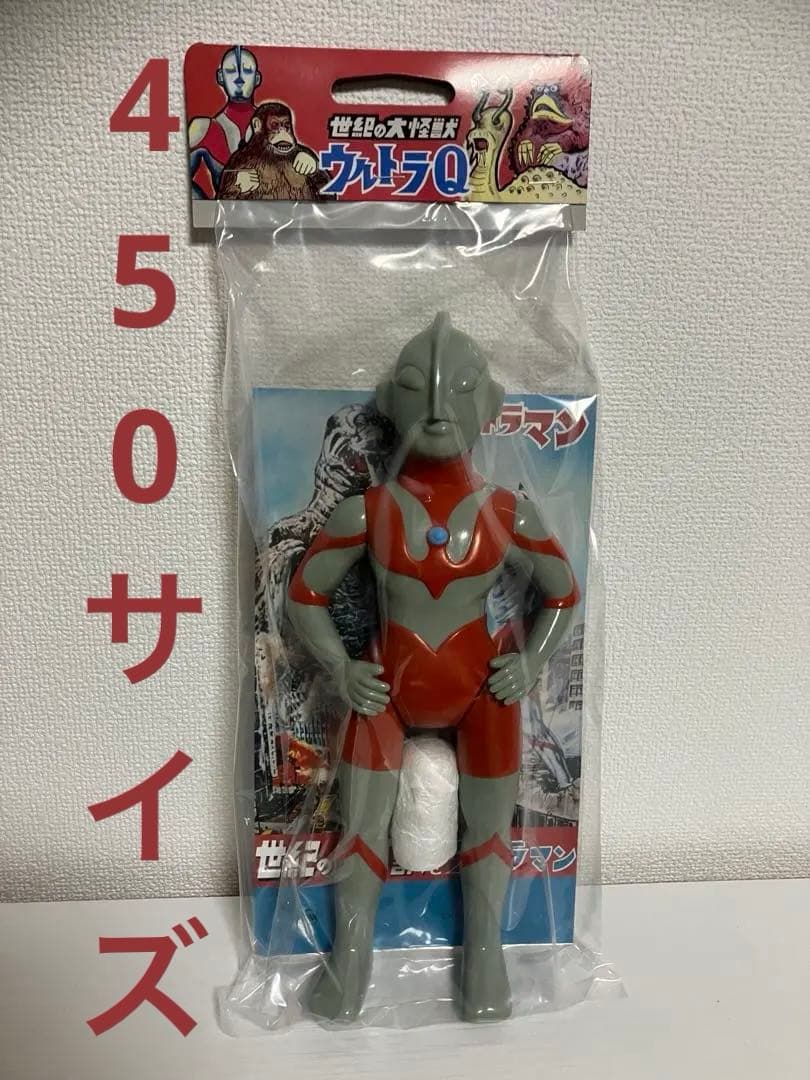 450サイズ
世紀の大怪獣
ウルトラQ
ラマン
世紀の
ラマン